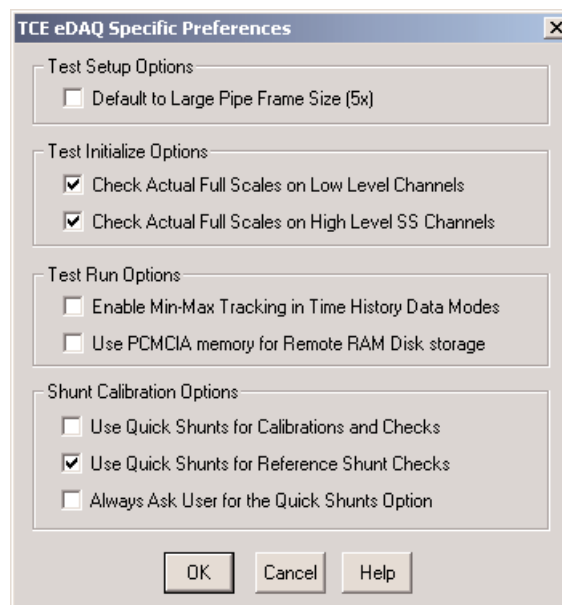 TCE eDAQ Specific Preferences
Test Setup Options
Default to Large Pipe Frame Size (5x)
Test Initialize Options
Check Actual Full Scales on Low Level Channels
Check Actual Full Scales on High Level SS Channels
Test Run Options
Enable Min-Max Tracking in Time History Data Modes
Use PCMCIA memory for Remote RAM Disk storage
Shunt Calibration Options
Use Quick Shunts for Calibrations and Checks
Use Quick Shunts for Reference Shunt Checks
Always Ask User for the Quick Shunts Option
OK Cancel Help